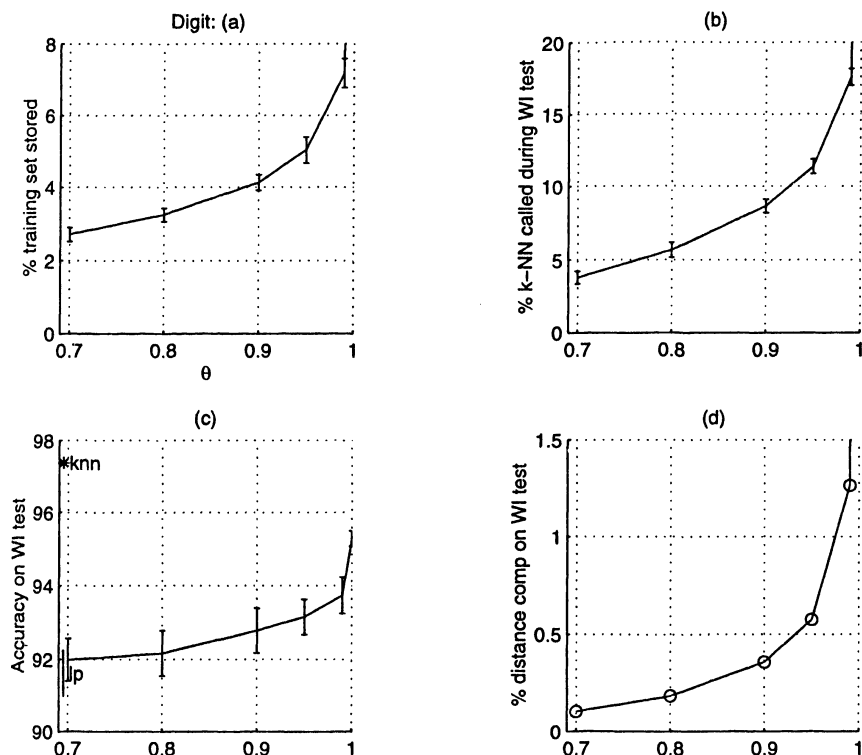 Digit: (a)
8
6
4
2
0
% training set stored
0.7 0.8 0.9 1
θ
(b)
20
15
10
5
0
% k-NN called during WI test
0.7 0.8 0.9 1
(c)
98
96
94
92
90
Accuracy on WI test
knn
lp
0.7 0.8 0.9 1
(d)
1.5
1
0.5
0
% distance comp on WI test
0.7 0.8 0.9 1